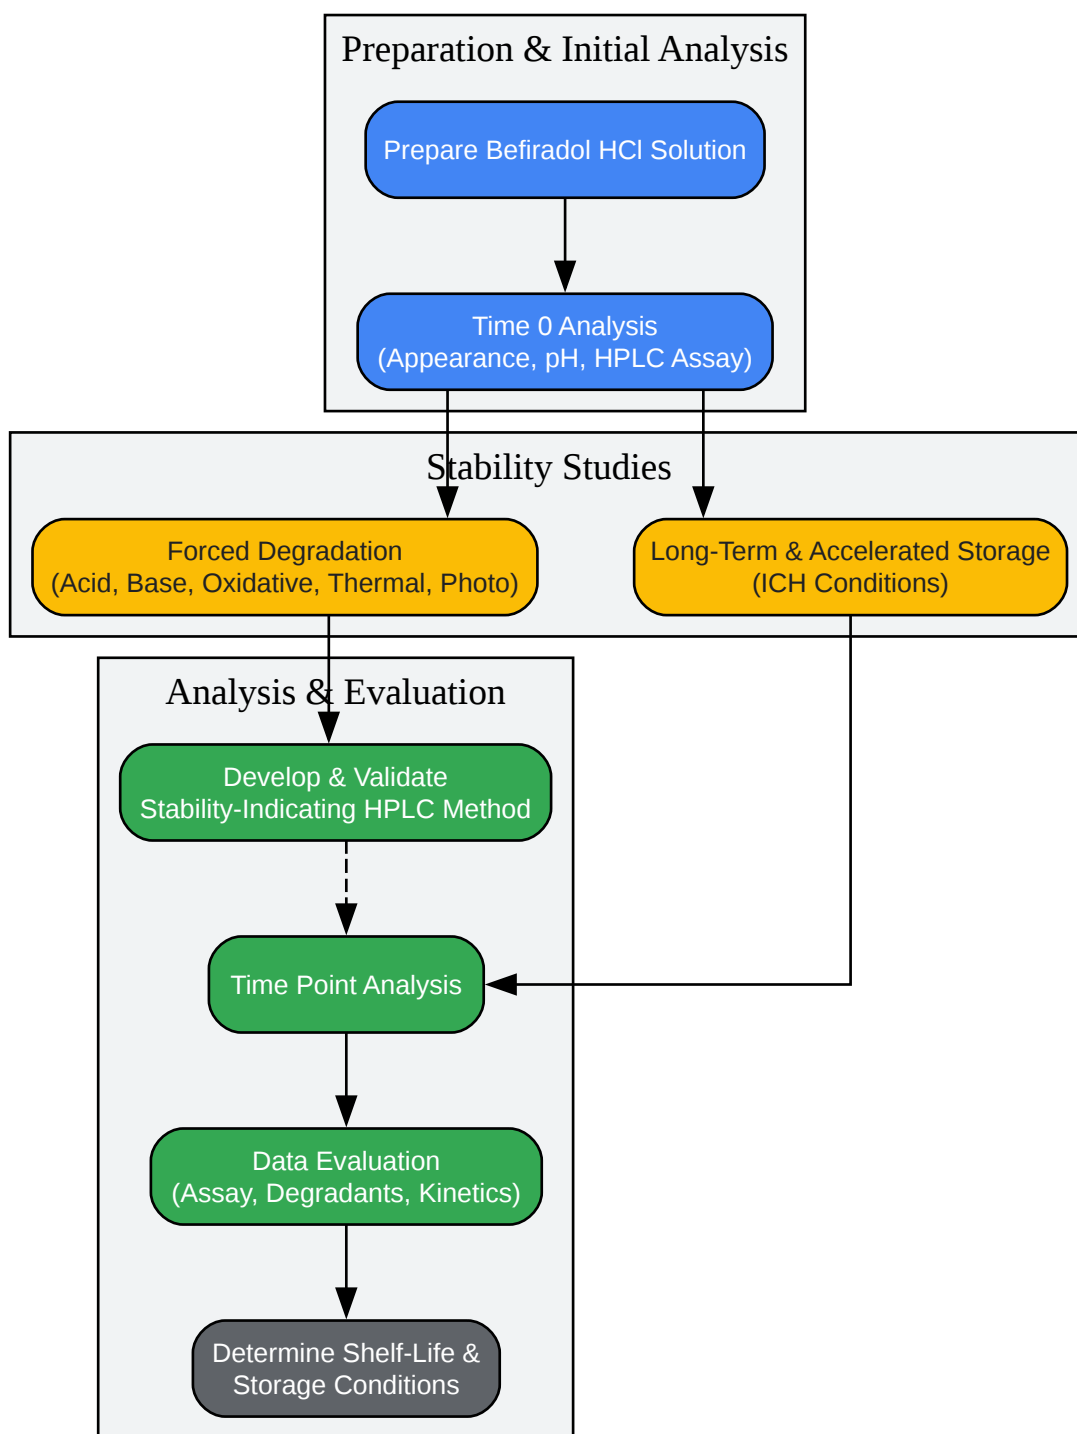 Preparation & Initial Analysis
Prepare Befiradol HCl Solution
Time 0 Analysis
(Appearance, pH, HPLC Assay)
Stability Studies
Forced Degradation
(Acid, Base, Oxidative, Thermal, Photo)
Long-Term & Accelerated Storage
(ICH Conditions)
Analysis & Evaluation
Develop & Validate
Stability-Indicating HPLC Method
Time Point Analysis
Data Evaluation
(Assay, Degradants, Kinetics)
Determine Shelf-Life &
Storage Conditions